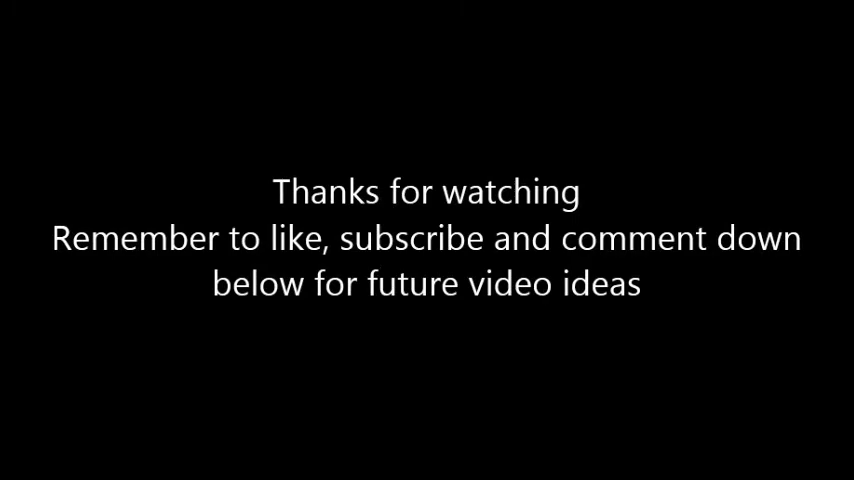 Thanks for watching
Remember to like, subscribe and comment down
below for future video ideas